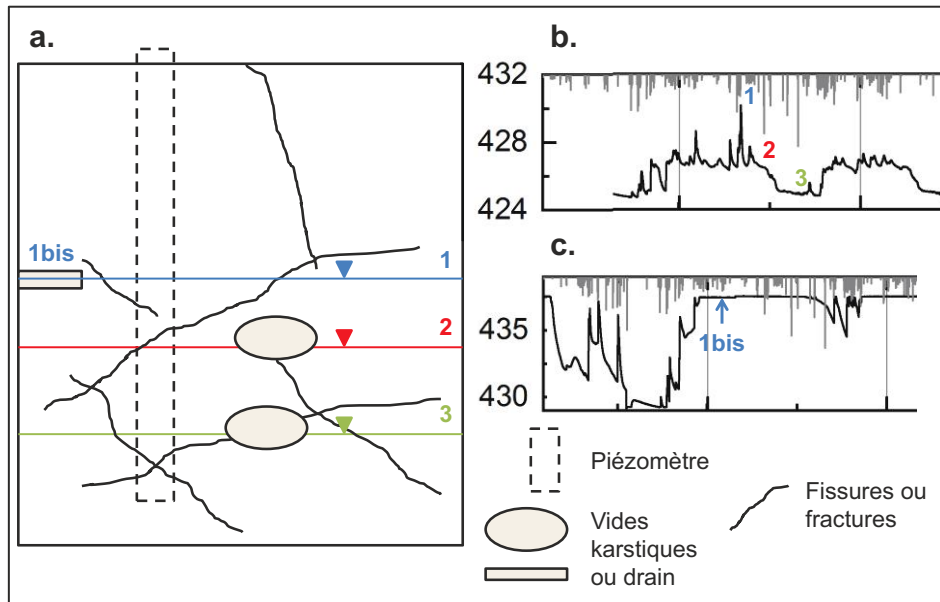 a.
1bis
1
2
3
b.
432
428
424
1
2
3
c.
435
430
1bis
Piézomètre
Vides
karstiques
ou drain
Fissures ou
fractures